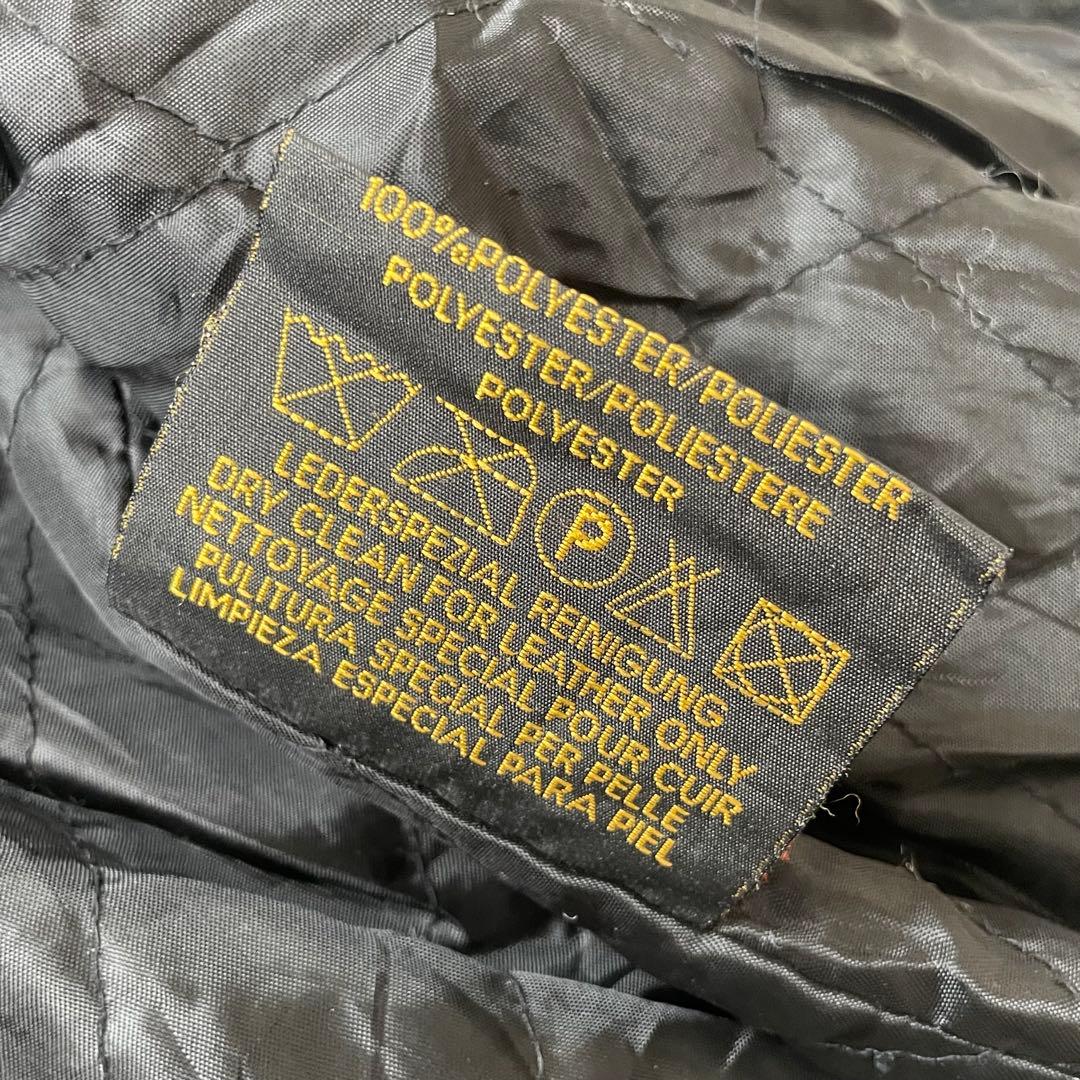 100%POLYESTER/POLIESTER
POLYESTER/POLIESTERE
POLYESTER
P
LEDERSPEZIAL REINIGUNG
DRY CLEAN FOR LEATHER ONLY
NETTOYAGE SPECIAL POUR CUIR
PULITURA SPECIAL PER PELLE
LIMPIEZA ESPECIAL PARA PIEL